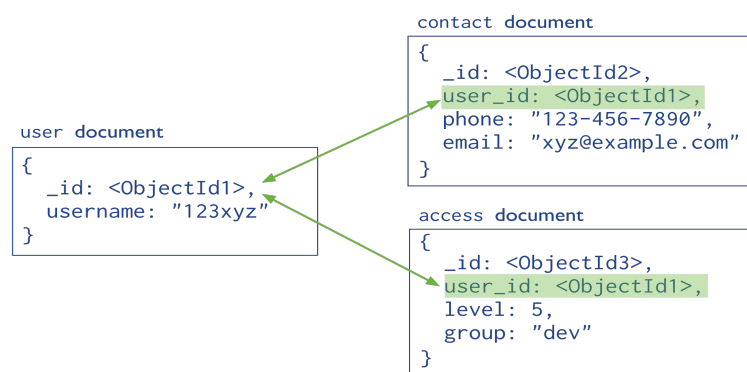 user document
{
_id: <ObjectId1>,
username: "123xyz"
}
contact document
{
_id: <ObjectId2>,
user_id: <ObjectId1>,
phone: "123-456-7890",
email: "xyz@example.com"
}
access document
{
_id: <ObjectId3>,
user_id: <ObjectId1>,
level: 5,
group: "dev"
}